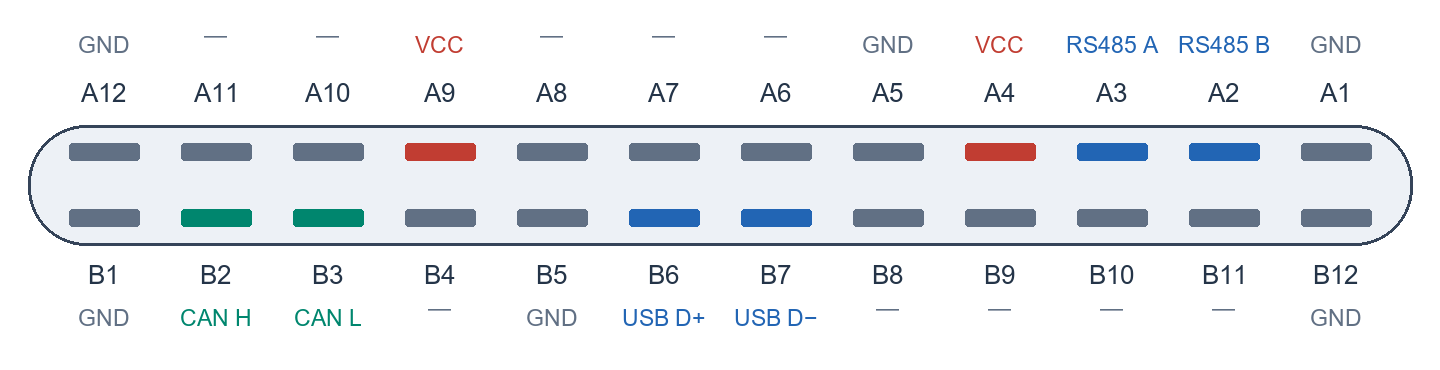 GND — — VCC — — — GND VCC RS485 A RS485 B GND
A12 A11 A10 A9 A8 A7 A6 A5 A4 A3 A2 A1
B1 B2 B3 B4 B5 B6 B7 B8 B9 B10 B11 B12
GND CAN H CAN L — GND USB D+ USB D− — — — — GND